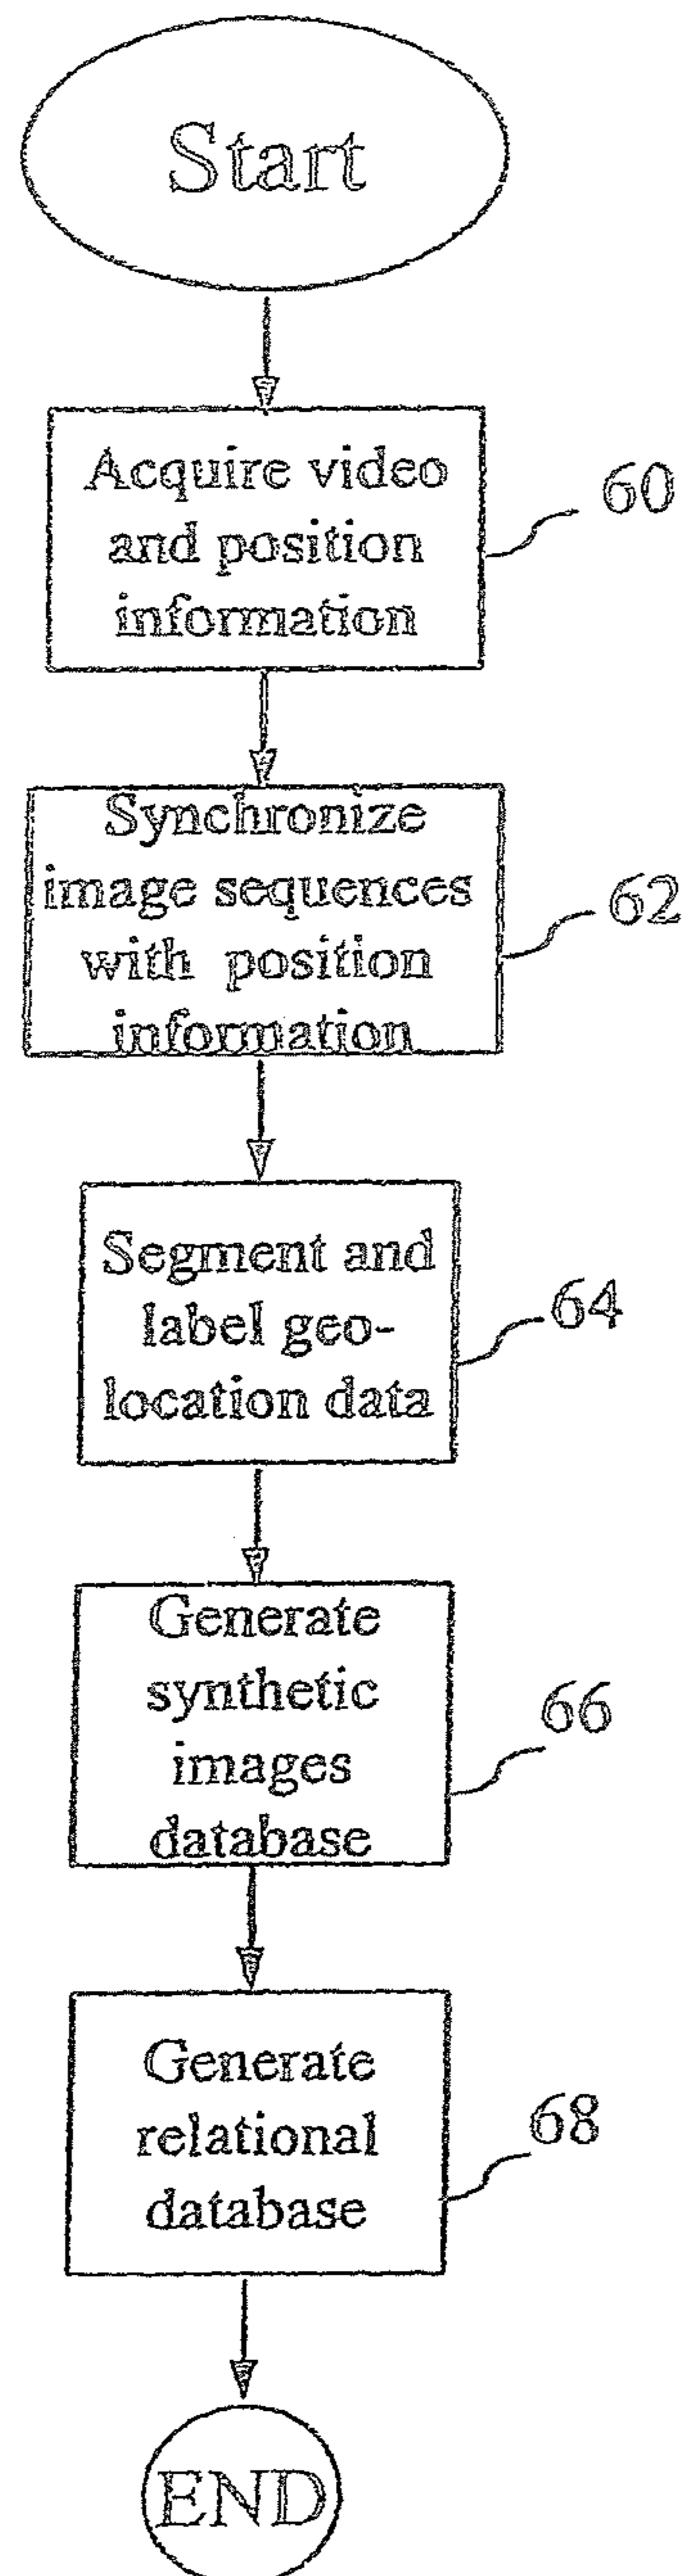 Start
Acquire video
and position
information
60
Synchronize
image sequences
with position
information
62
Segment and
label geo-
location data
64
Generate
synthetic
images
database
66
Generate
relational
database
68
END